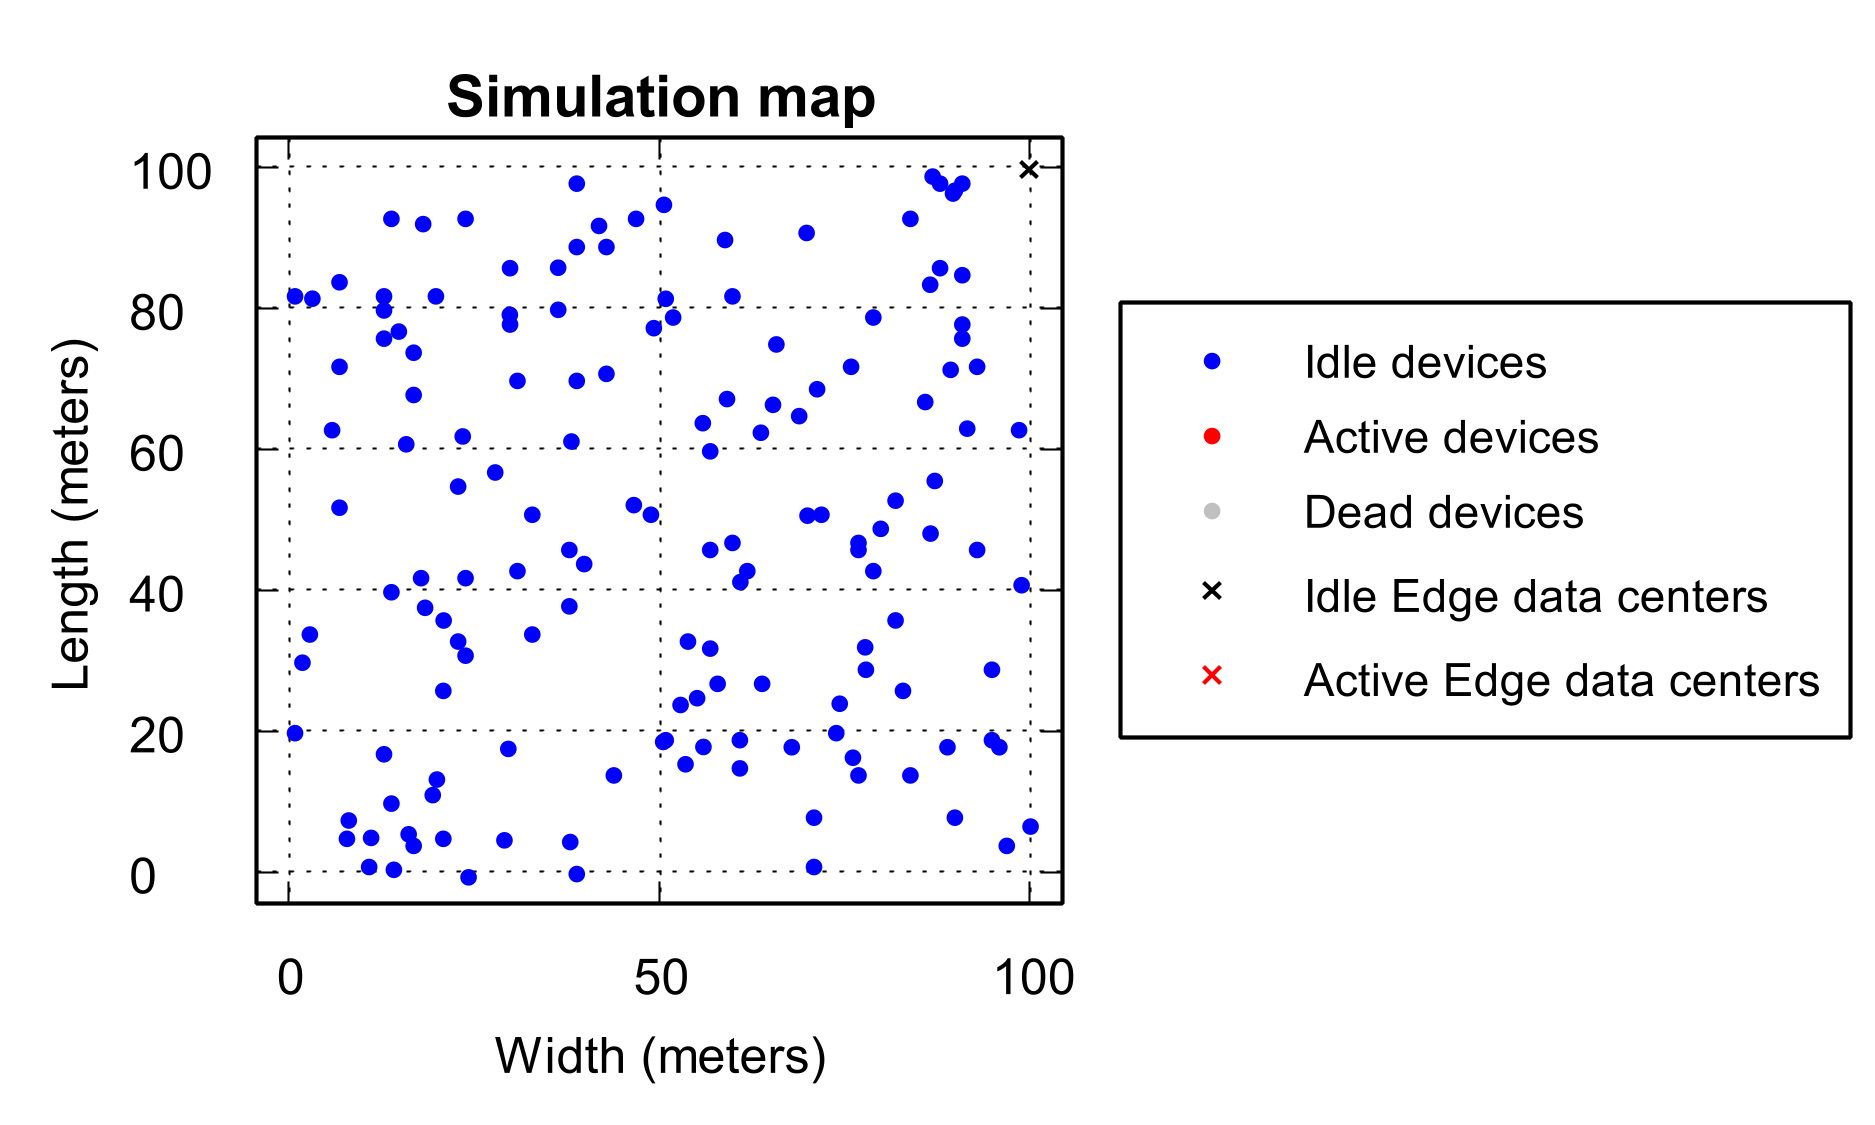 Simulation map
100
80
60
40
20
0
Length (meters)
0 50 100
Width (meters)
Idle devices
Active devices
Dead devices
Idle Edge data centers
Active Edge data centers